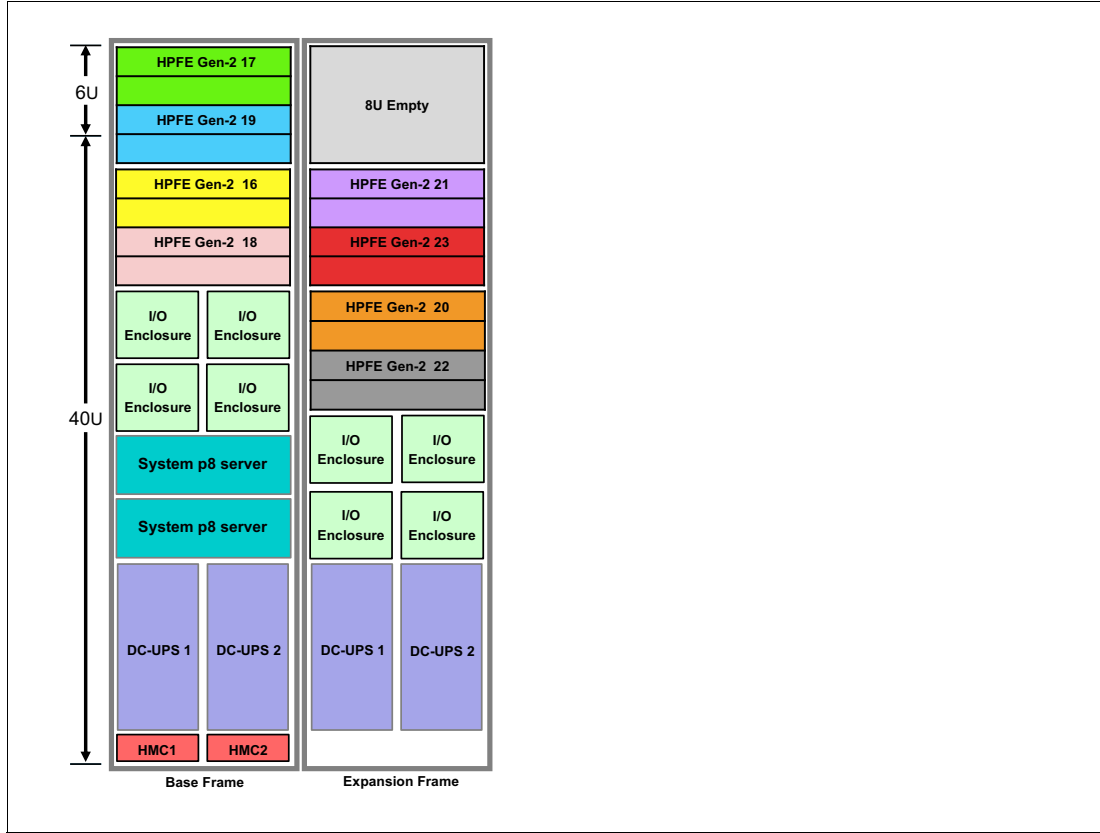 6U
40U
HPFE Gen-2 17
HPFE Gen-2 19
HPFE Gen-2 16
HPFE Gen-2 18
I/O
Enclosure
I/O
Enclosure
I/O
Enclosure
I/O
Enclosure
System p8 server
System p8 server
DC-UPS 1
DC-UPS 2
HMC1
HMC2
Base Frame
8U Empty
HPFE Gen-2 21
HPFE Gen-2 23
HPFE Gen-2 20
HPFE Gen-2 22
I/O
Enclosure
I/O
Enclosure
I/O
Enclosure
I/O
Enclosure
DC-UPS 1
DC-UPS 2
Expansion Frame